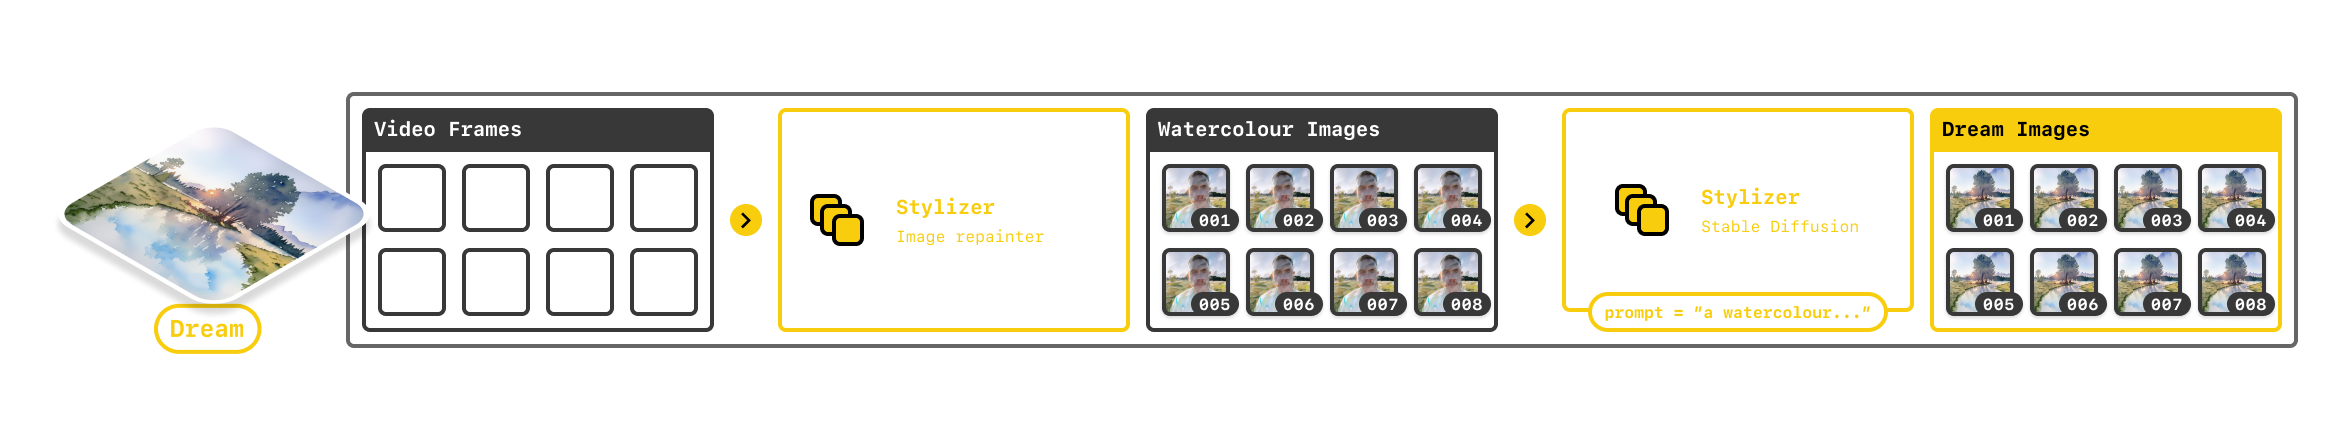 Dream
Video Frames
Stylizer
Image repainter
Watercolour Images
001 002 003 004
005 006 007 008
Stylizer
Stable Diffusion
prompt = “a watercolour...”
Dream Images
001 002 003 004
005 006 007 008